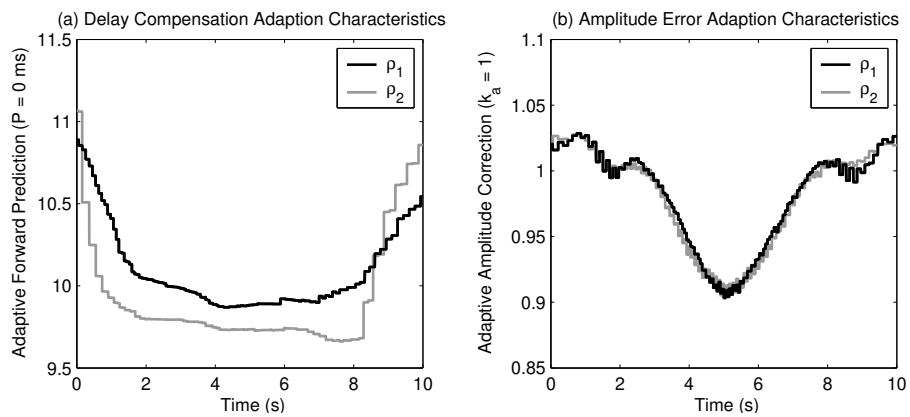 (a) Delay Compensation Adaption Characteristics
Adaptive Forward Prediction (P = 0 ms)
11.5
11
10.5
10
9.5
0
2
4
6
8
10
Time (s)
ρ1
ρ2
(b) Amplitude Error Adaption Characteristics
Adaptive Amplitude Correction (ka = 1)
1.1
1.05
1
0.95
0.9
0.85
0
2
4
6
8
10
Time (s)
ρ1
ρ2